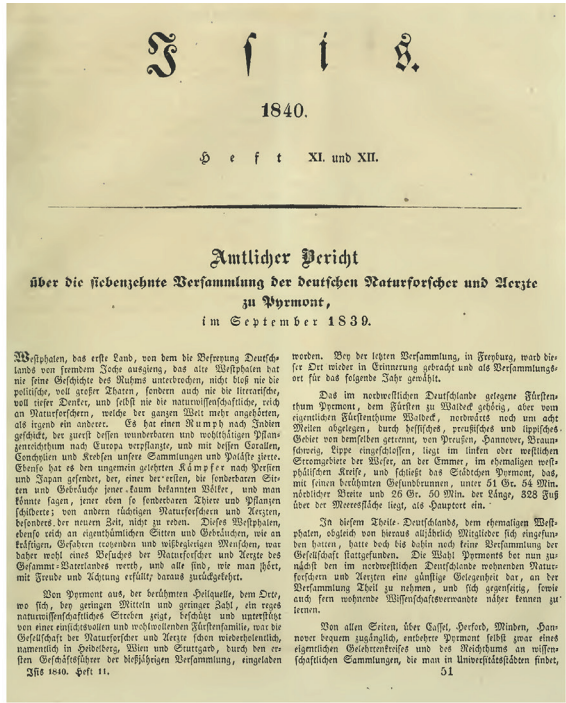 Isis.
1840.
Heft XI. und XII.
Amtlicher Bericht
über die siebenzehnte Versammlung der deutschen Naturforscher und Aerzte
zu Pyrmont,
im September 1839.
Westphalen, das erste Land, von dem die Befreyung Deutsch-
lands von fremdem Joche ausgieng, das alte Westphalen hat
nie seine Geschichte des Ruhms unterbrochen, nicht bloß nie die
politische, voll großer Thaten, sondern auch nie die literarische,
voll tiefer Denker, und selbst nie die naturwissenschaftliche, reich
an Naturforschern, welche der ganzen Welt mehr angehörten,
als irgend ein anderer. Es hat einen Rumph nach Indien
geschickt, der zuerst dessen wunderbaren und wohlthätigen Pflan-
zenreichthum nach Europa verpflanzte, und mit dessen Corallen,
Conchylien und Krebsen unsere Sammlungen und Paläste zierte.
Ebenso hat es den ungemein gelehrten Kämpfer nach Persien
und Japan gesendet, der, einer der ersten, die sonderbaren Sit-
ten und Gebräuche jener kaum bekannten Völker, und man
könnte sagen, jener eben so sonderbaren Thiere und Pflanzen
schilderte; von andern tüchtigen Naturforschern und Aerzten,
besonders der neuern Zeit, nicht zu reden. Dieses Westphalen,
ebenso reich an eigenthümlichen Sitten und Gebräuchen, wie an
kräftigen, Gefahren trotzenden und wißbegierigen Menschen, war
daher wohl eines Besuches der Naturforscher und Aerzte des
Gesammt-Vaterlandes werth, und alle sind, wie man hört,
mit Freude und Achtung erfüllt, daraus zurückgekehrt.
Von Pyrmont aus, der berühmten Heilquelle, dem Orte,
wo sich, bey geringen Mitteln und geringer Zahl, ein reges
naturwissenschaftliches Streben zeigt, beschützt und unterstützt
von einer einsichtsvollen und wohlwollenden Fürstenfamilie, war die
Gesellschaft der Naturforscher und Aerzte schon wiederholentlich,
namentlich in Heidelberg, Wien und Stuttgard, durch den er-
sten Geschäftsführer der dießjährigen Versammlung, eingeladen
Isis 1840. Heft 11.
worden. Bey der letzten Versammlung, in Freyburg, ward die-
ser Ort wieder in Erinnerung gebracht und als Versammlungs-
ort für das folgende Jahr gewählt.
Das im nordwestlichen Deutschlande gelegene Fürsten-
thum Pyrmont, dem Fürsten zu Waldeck gehörig, aber vom
eigentlichen Fürstenthume Waldeck, nordwärts noch um acht
Meilen abgelegen, durch hessisches, preußisches und lippisches
Gebiet von demselben getrennt, von Preußen, Hannover, Braun-
schweig, Lippe eingeschlossen, liegt im linken oder westlichen
Stromgebiete der Weser, an der Emmer, im ehemaligen west-
phälischen Kreise, und schließt das Städtchen Pyrmont, das,
mit seinen berühmten Gesundbrunnen, unter 51 Gr. 54 Min.
nördlicher Breite und 26 Gr. 50 Min. der Länge, 328 Fuß
über der Meeresfläche liegt, als Hauptort ein.
In diesem Theile Deutschlands, dem ehemaligen West-
phalen, obgleich von hieraus alljährlich Mitglieder sich eingefun-
den hatten, hatte doch bis dahin noch keine Versammlung der
Gesellschaft stattgefunden. Die Wahl Pyrmonts bot nun zu-
nächst den im nordwestlichen Deutschland wohnenden Natur-
forschern und Aerzten eine günstige Gelegenheit dar, an der
Versammlung Theil zu nehmen, und sich gegenseitig, sowie
auch fern wohnende Wissenschaftsverwandte näher kennen zu
lernen.
Von allen Seiten, über Cassel, Herford, Minden, Han-
nover bequem zugänglich, entbehrte Pyrmont selbst zwar eines
eigentlichen Gelehrtenkreises und des Reichthums an wissen-
schaftlichen Sammlungen, die man in Universitätsstädten findet,
51